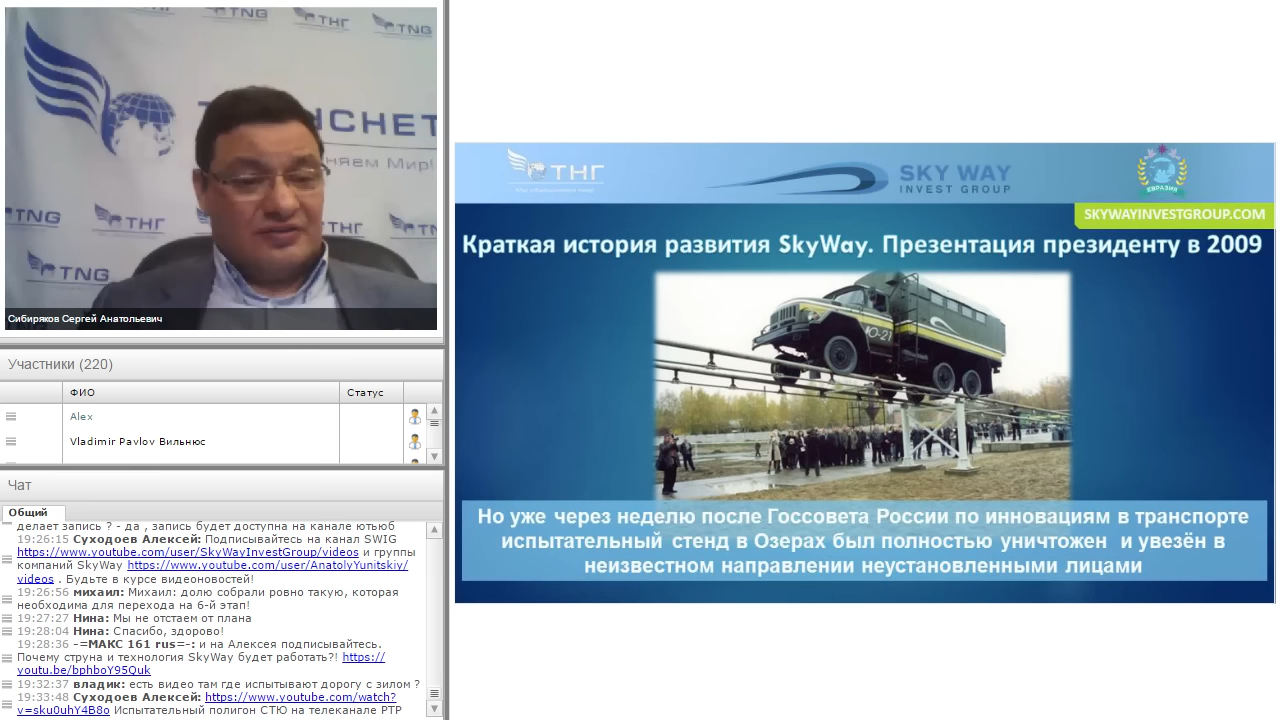 ТНГ
TNG
няем Мир!
TNG
ТНГ
TNG
Сибиряков Сергей Анатольевич
Участники (220)
ФИО
Статус
Alex
Vladimir Pavlov Вильнюс
Чат
Общий
делает запись ? - да , запись будет доступна на канале ютьюб
19:26:15 Суходоев Алексей: Подписывайтесь на канал SWIG
https://www.youtube.com/user/SkyWayInvestGroup/videos и группы
компаний SkyWay https://www.youtube.com/user/AnatolyYunitskiy/
videos . Будьте в курсе видеоновостей!
19:26:56 михаил: Михаил: долю собрали ровно такую, которая
необходима для перехода на 6-й этап!
19:27:27 Нина: Мы не отстаем от плана
19:28:04 Нина: Спасибо, здорово!
19:28:36 -=МАКС 161 rus=-: и на Алексея подписывайтесь.
Почему струна и технология SkyWay будет работать?! https://
youtu.be/bphboY95Quk
19:32:37 владик: есть видео там где испытывают дорогу с зилом ?
19:33:48 Суходоев Алексей: https://www.youtube.com/watch?
v=sku0uhY4B8o Испытательный полигон СТЮ на телеканале РТР
ТНГ
SKY WAY
INVEST GROUP
ЕВРАЗИЯ
SKYWAYINVESTGROUP.COM
Краткая история развития SkyWay. Презентация президенту в 2009
Ю-21
Но уже через неделю после Госсовета России по инновациям в транспорте
испытательный стенд в Озерах был полностью уничтожен и увезён в
неизвестном направлении неустановленными лицами